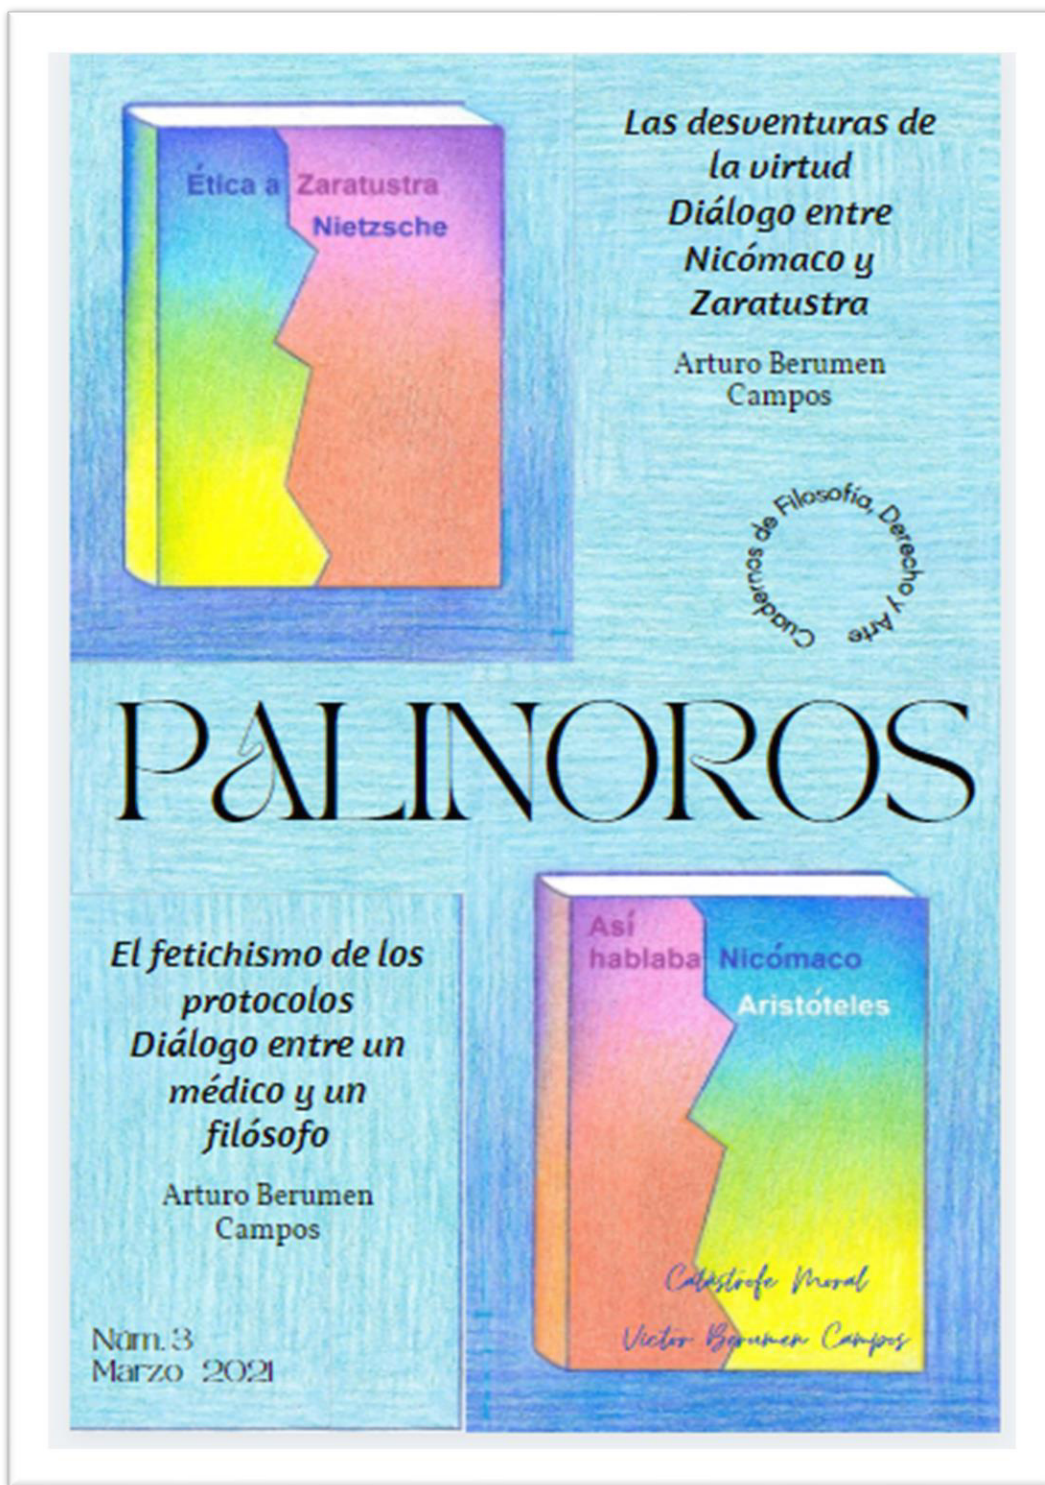 Ética a Zaratustra
Nietzsche
Las desventuras de
la virtud
Diálogo entre
Nicómaco y
Zaratustra
Arturo Berumen
Campos
Cuadernos de Filosofía, Derecho y Arte
PALINOROS
El fetichismo de los
protocolos
Diálogo entre un
médico y un
filósofo
Arturo Berumen
Campos
Núm. 3
Marzo 2021
Así
hablaba Nicómaco
Aristóteles
Catástrofe Moral
Victor Berumen Campos